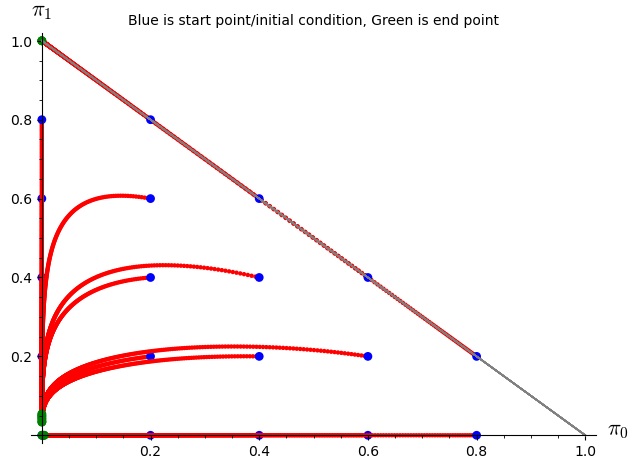 Blue is start point/initial condition, Green is end point
π₁
1.0
0.8
0.6
0.4
0.2
0.2 0.4 0.6 0.8 1.0
π₀